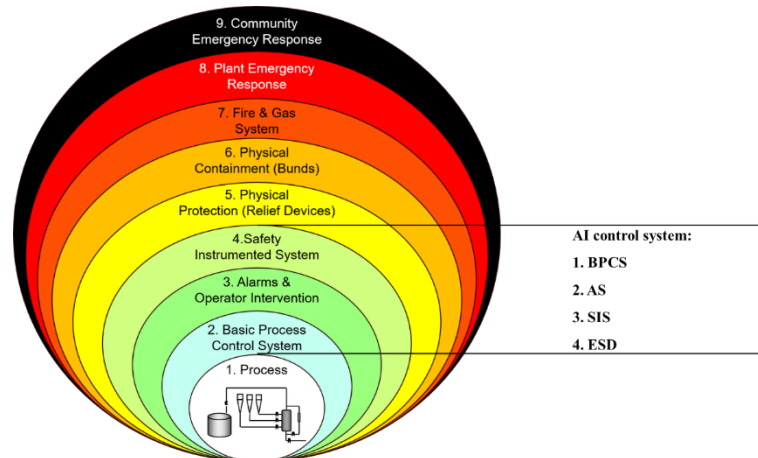 9. Community
Emergency Response
8. Plant Emergency
Response
7. Fire & Gas
System
6. Physical
Containment (Bunds)
5. Physical
Protection (Relief Devices)
4.Safety
Instrumented System
3. Alarms &
Operator Intervention
2. Basic Process
Control System
1. Process
AI control system:
1. BPCS
2. AS
3. SIS
4. ESD